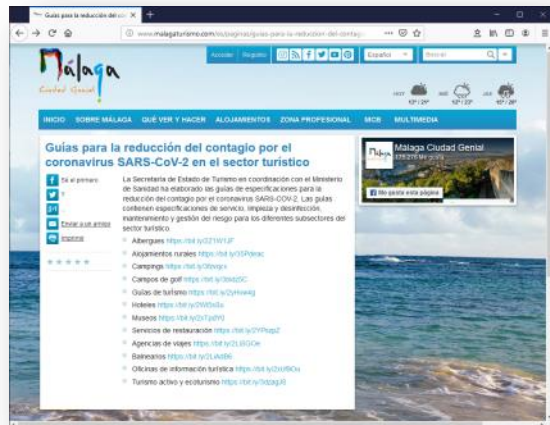 Guías para la reducción del con
www.malagaturismo.com/es/paginas/guias-para-la-reduccion-del-contag
Málaga
Ciudad Genial
Acceder
Registro
Español
Buscar
HOY
INICIO SOBRE MÁLAGA QUÉ VER Y HACER ALOJAMIENTOS ZONA PROFESIONAL MCB MULTIMEDIA
Guías para la reducción del contagio por el
coronavirus SARS-CoV-2 en el sector turístico
Sé el primero
Enviar a un amigo
Imprimir
La Secretaría de Estado de Turismo en coordinación con el Ministerio
de Sanidad ha elaborado las guías de especificaciones para la
reducción del contagio por el coronavirus SARS-COV-2. Las guías
contienen especificaciones de servicio, limpieza y desinfección,
mantenimiento y gestión del riesgo para los diferentes subsectores del
sector turístico
Albergues
Alojamientos rurales
Campings
Campos de golf
Guías de turismo
Hoteles
Museos
Servicios de restauración
Agencias de viajes
Balnearios
Oficinas de información turística
Turismo activo y ecoturismo
Málaga Ciudad Genial
Me gusta esta página